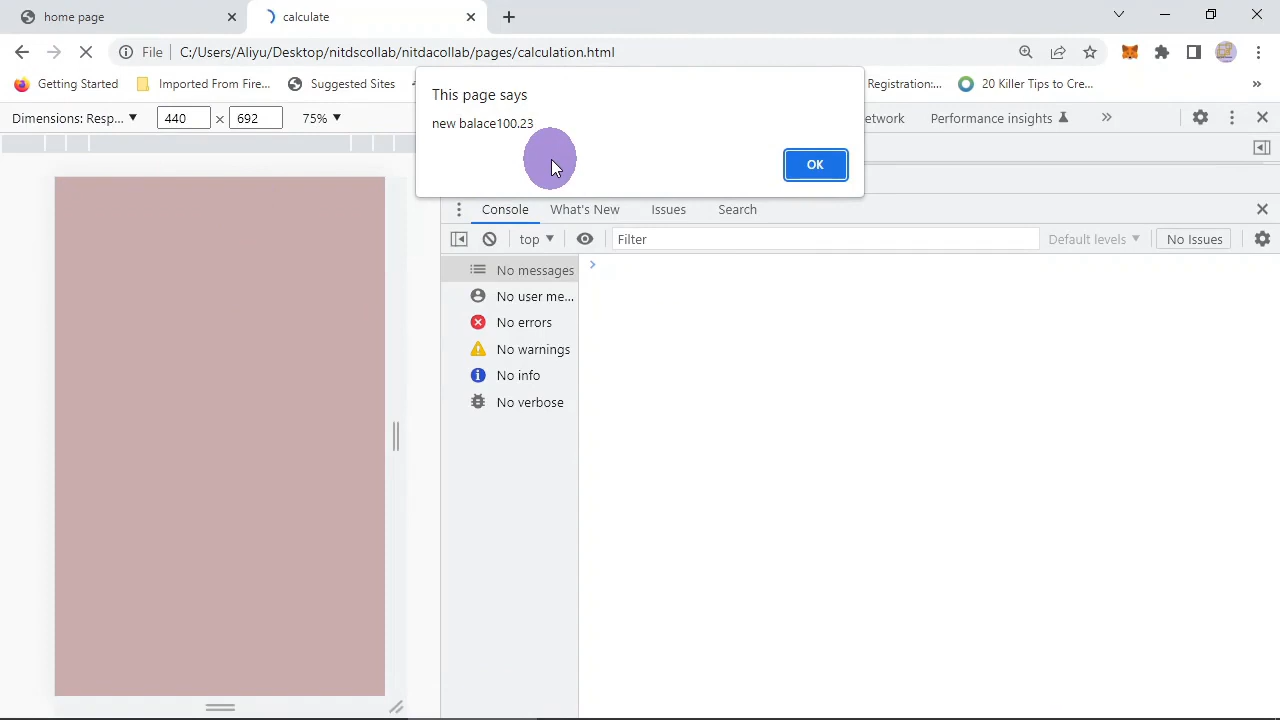 home page
calculate
File
C:/Users/Aliyu/Desktop/nitdscollab/nitdacollab/pages/calculation.html
Getting Started
Imported From Fire...
Suggested Sites
Registration:...
20 Killer Tips to Cre...
This page says
new balace100.23
OK
Dimensions: Resp...
440 × 692
75%
etwork
Performance insights
Console
What's New
Issues
Search
top
Filter
Default levels
No Issues
No messages
No user me...
No errors
No warnings
No info
No verbose